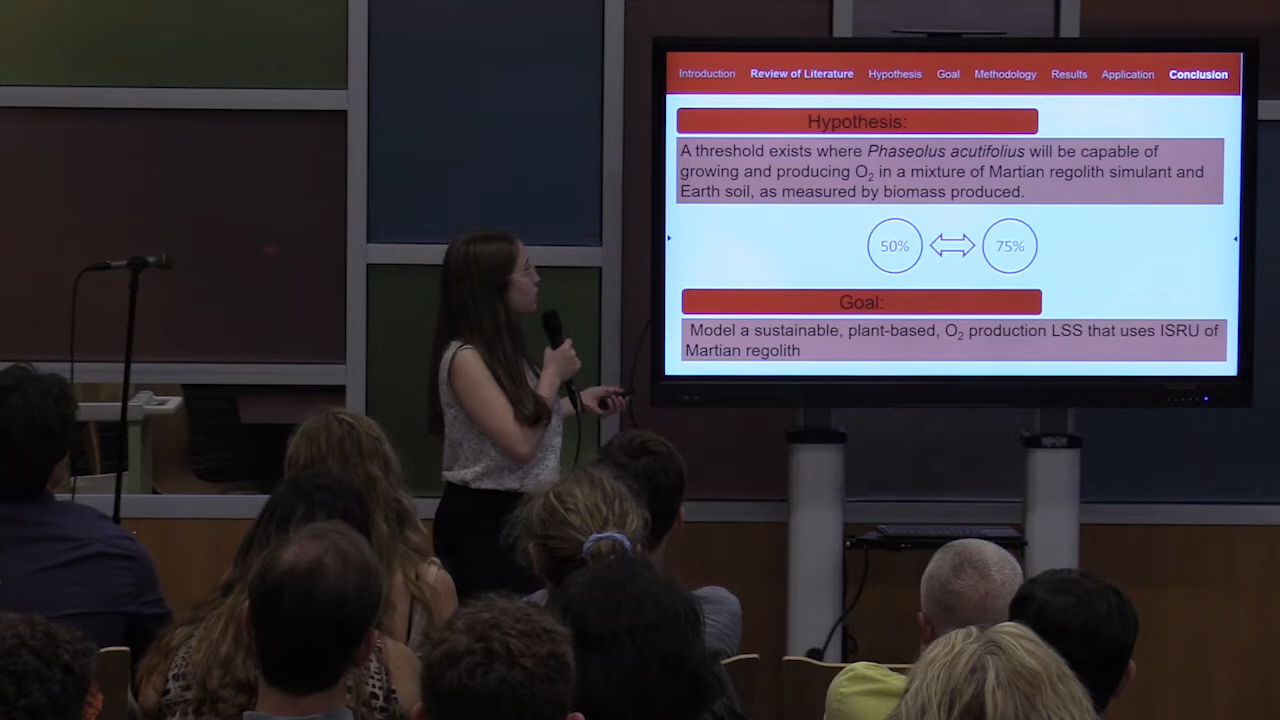 Introduction Review of Literature Hypothesis Goal Methodology Results Application Conclusion
Hypothesis:
A threshold exists where Phaseolus acutifolius will be capable of
growing and producing O₂ in a mixture of Martian regolith simulant and
Earth soil, as measured by biomass produced.
50% 75%
Goal:
Model a sustainable, plant-based, O₂ production LSS that uses ISRU of
Martian regolith